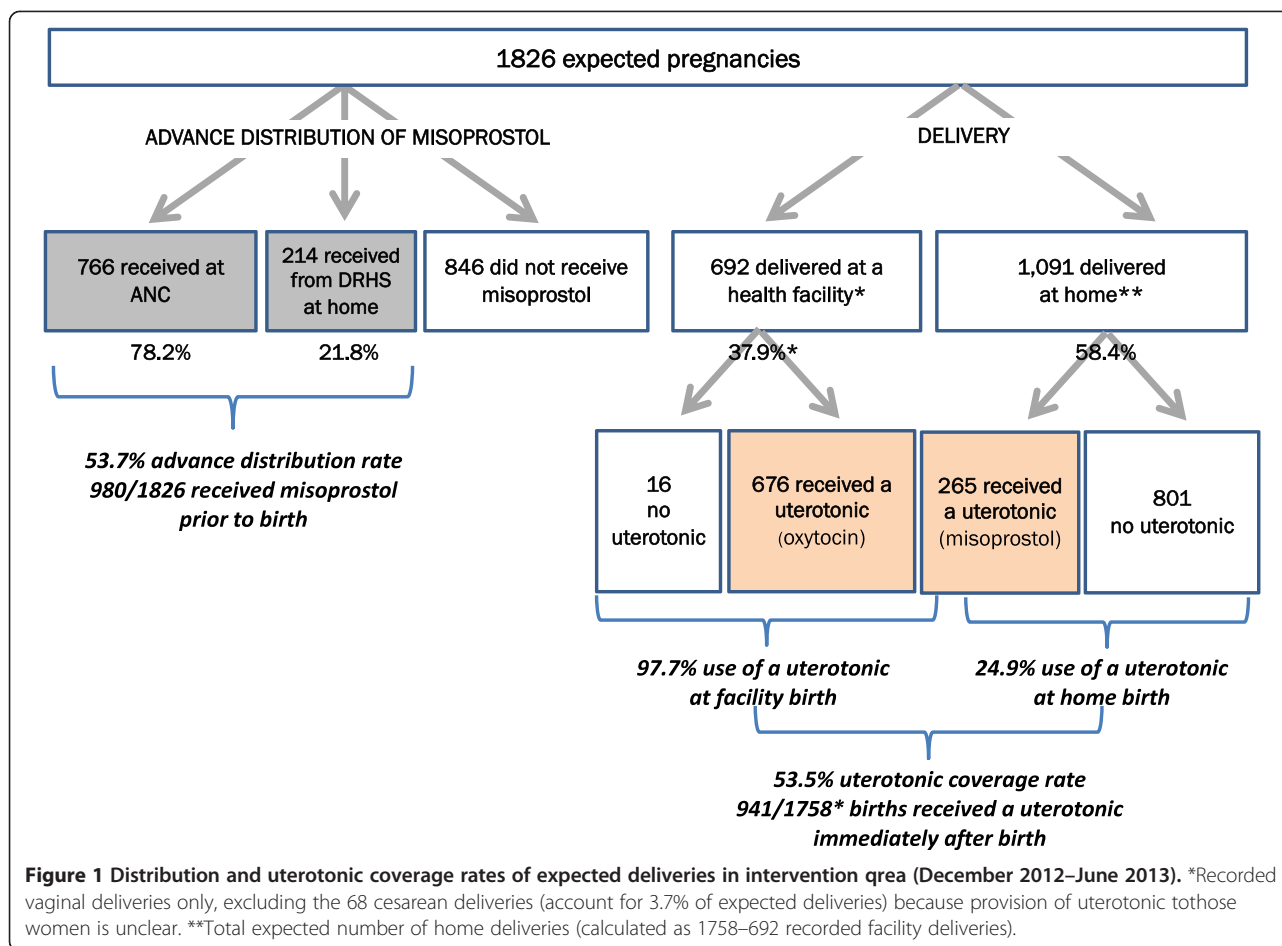 1826 expected pregnancies
ADVANCE DISTRIBUTION OF MISOPROSTOL
DELIVERY
766 received at
ANC
214 received
from DRHS
at home
846 did not receive
misoprostol
692 delivered at a
health facility*
1,091 delivered
at home**
78.2%
21.8%
37.9%*
58.4%
53.7% advance distribution rate
980/1826 received misoprostol
prior to birth
16
no
uterotonic
676 received a
uterotonic
(oxytocin)
265 received
a uterotonic
(misoprostol)
801
no uterotonic
97.7% use of a uterotonic
at facility birth
24.9% use of a uterotonic
at home birth
53.5% uterotonic coverage rate
941/1758* births received a uterotonic
immediately after birth
Figure 1 Distribution and uterotonic coverage rates of expected deliveries in intervention qrea (December 2012–June 2013). *Recorded
vaginal deliveries only, excluding the 68 cesarean deliveries (account for 3.7% of expected deliveries) because provision of uterotonic tothose
women is unclear. **Total expected number of home deliveries (calculated as 1758–692 recorded facility deliveries).